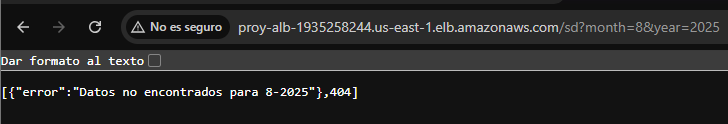 No es seguro proy-alb-1935258244.us-east-1.elb.amazonaws.com/sd?month=8&year=2025
Dar formato al texto
[{"error":"Datos no encontrados para 8-2025"},404]